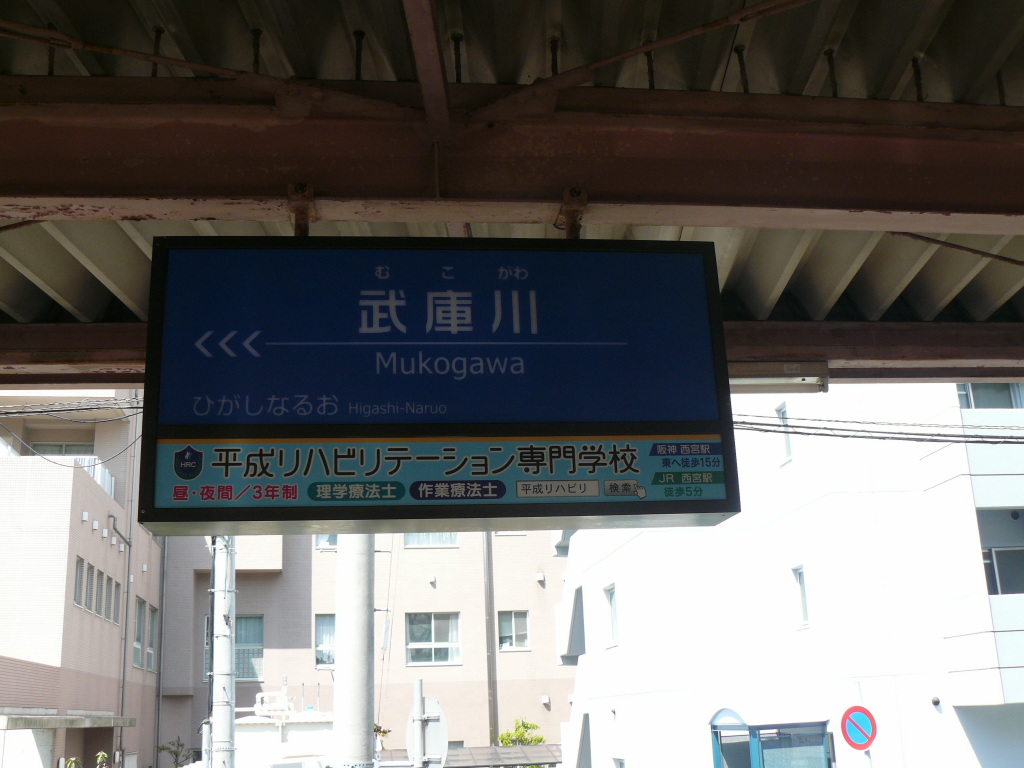 む こ かわ
武庫川
Mukogawa
ひがしなるお Higashi-Naruo
HRC 平成リハビリテーション専門学校
阪神 西宮駅
東へ徒歩15分
昼・夜間／3年制 理学療法士 作業療法士 平成リハビリ 検索
JR 西宮駅
徒歩5分